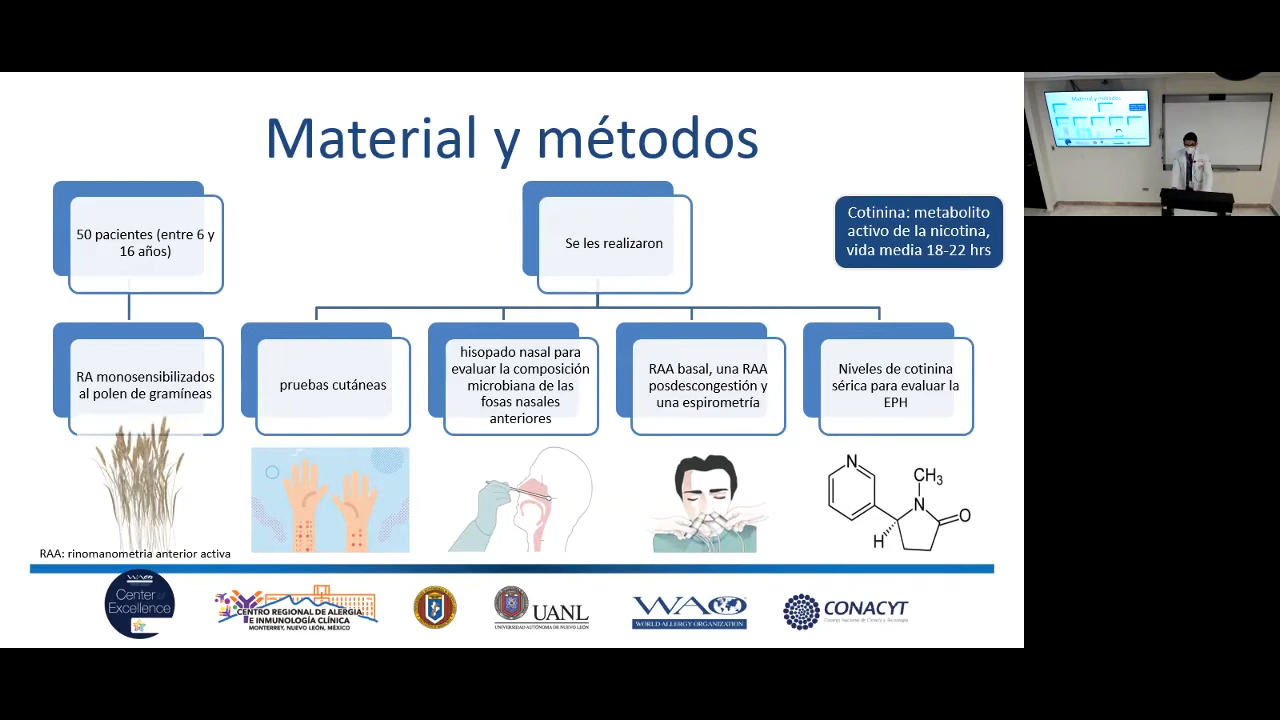 Material y métodos
50 pacientes (entre 6 y
16 años)
Se les realizaron
Cotinina: metabolito
activo de la nicotina,
vida media 18-22 hrs
RA monosensibilizados
al polen de gramíneas
pruebas cutáneas
hisopado nasal para
evaluar la composición
microbiana de las
fosas nasales
anteriores
RAA basal, una RAA
posdescongestión y
una espirometría
Niveles de cotinina
sérica para evaluar la
EPH
N
CH3
N
O
H
RAA: rinomanometria anterior activa
WAO
Center of
Excellence
CENTRO REGIONAL DE ALERGIA
E INMUNOLOGÍA CLÍNICA
MONTERREY, NUEVO LEÓN, MÉXICO
UANL
UNIVERSIDAD AUTÓNOMA DE NUEVO LEÓN
WAO
WORLD ALLERGY ORGANIZATION
CONACYT
Consejo Nacional de Ciencia y Tecnología
Material y métodos